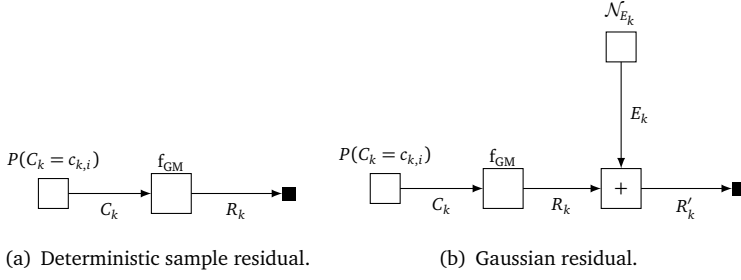 𝒩_{E_k}
E_k
P(C_k = c_{k,i})
f_GM
C_k
R_k
P(C_k = c_{k,i})
f_GM
+
C_k
R_k
R'_k
(a) Deterministic sample residual.
(b) Gaussian residual.